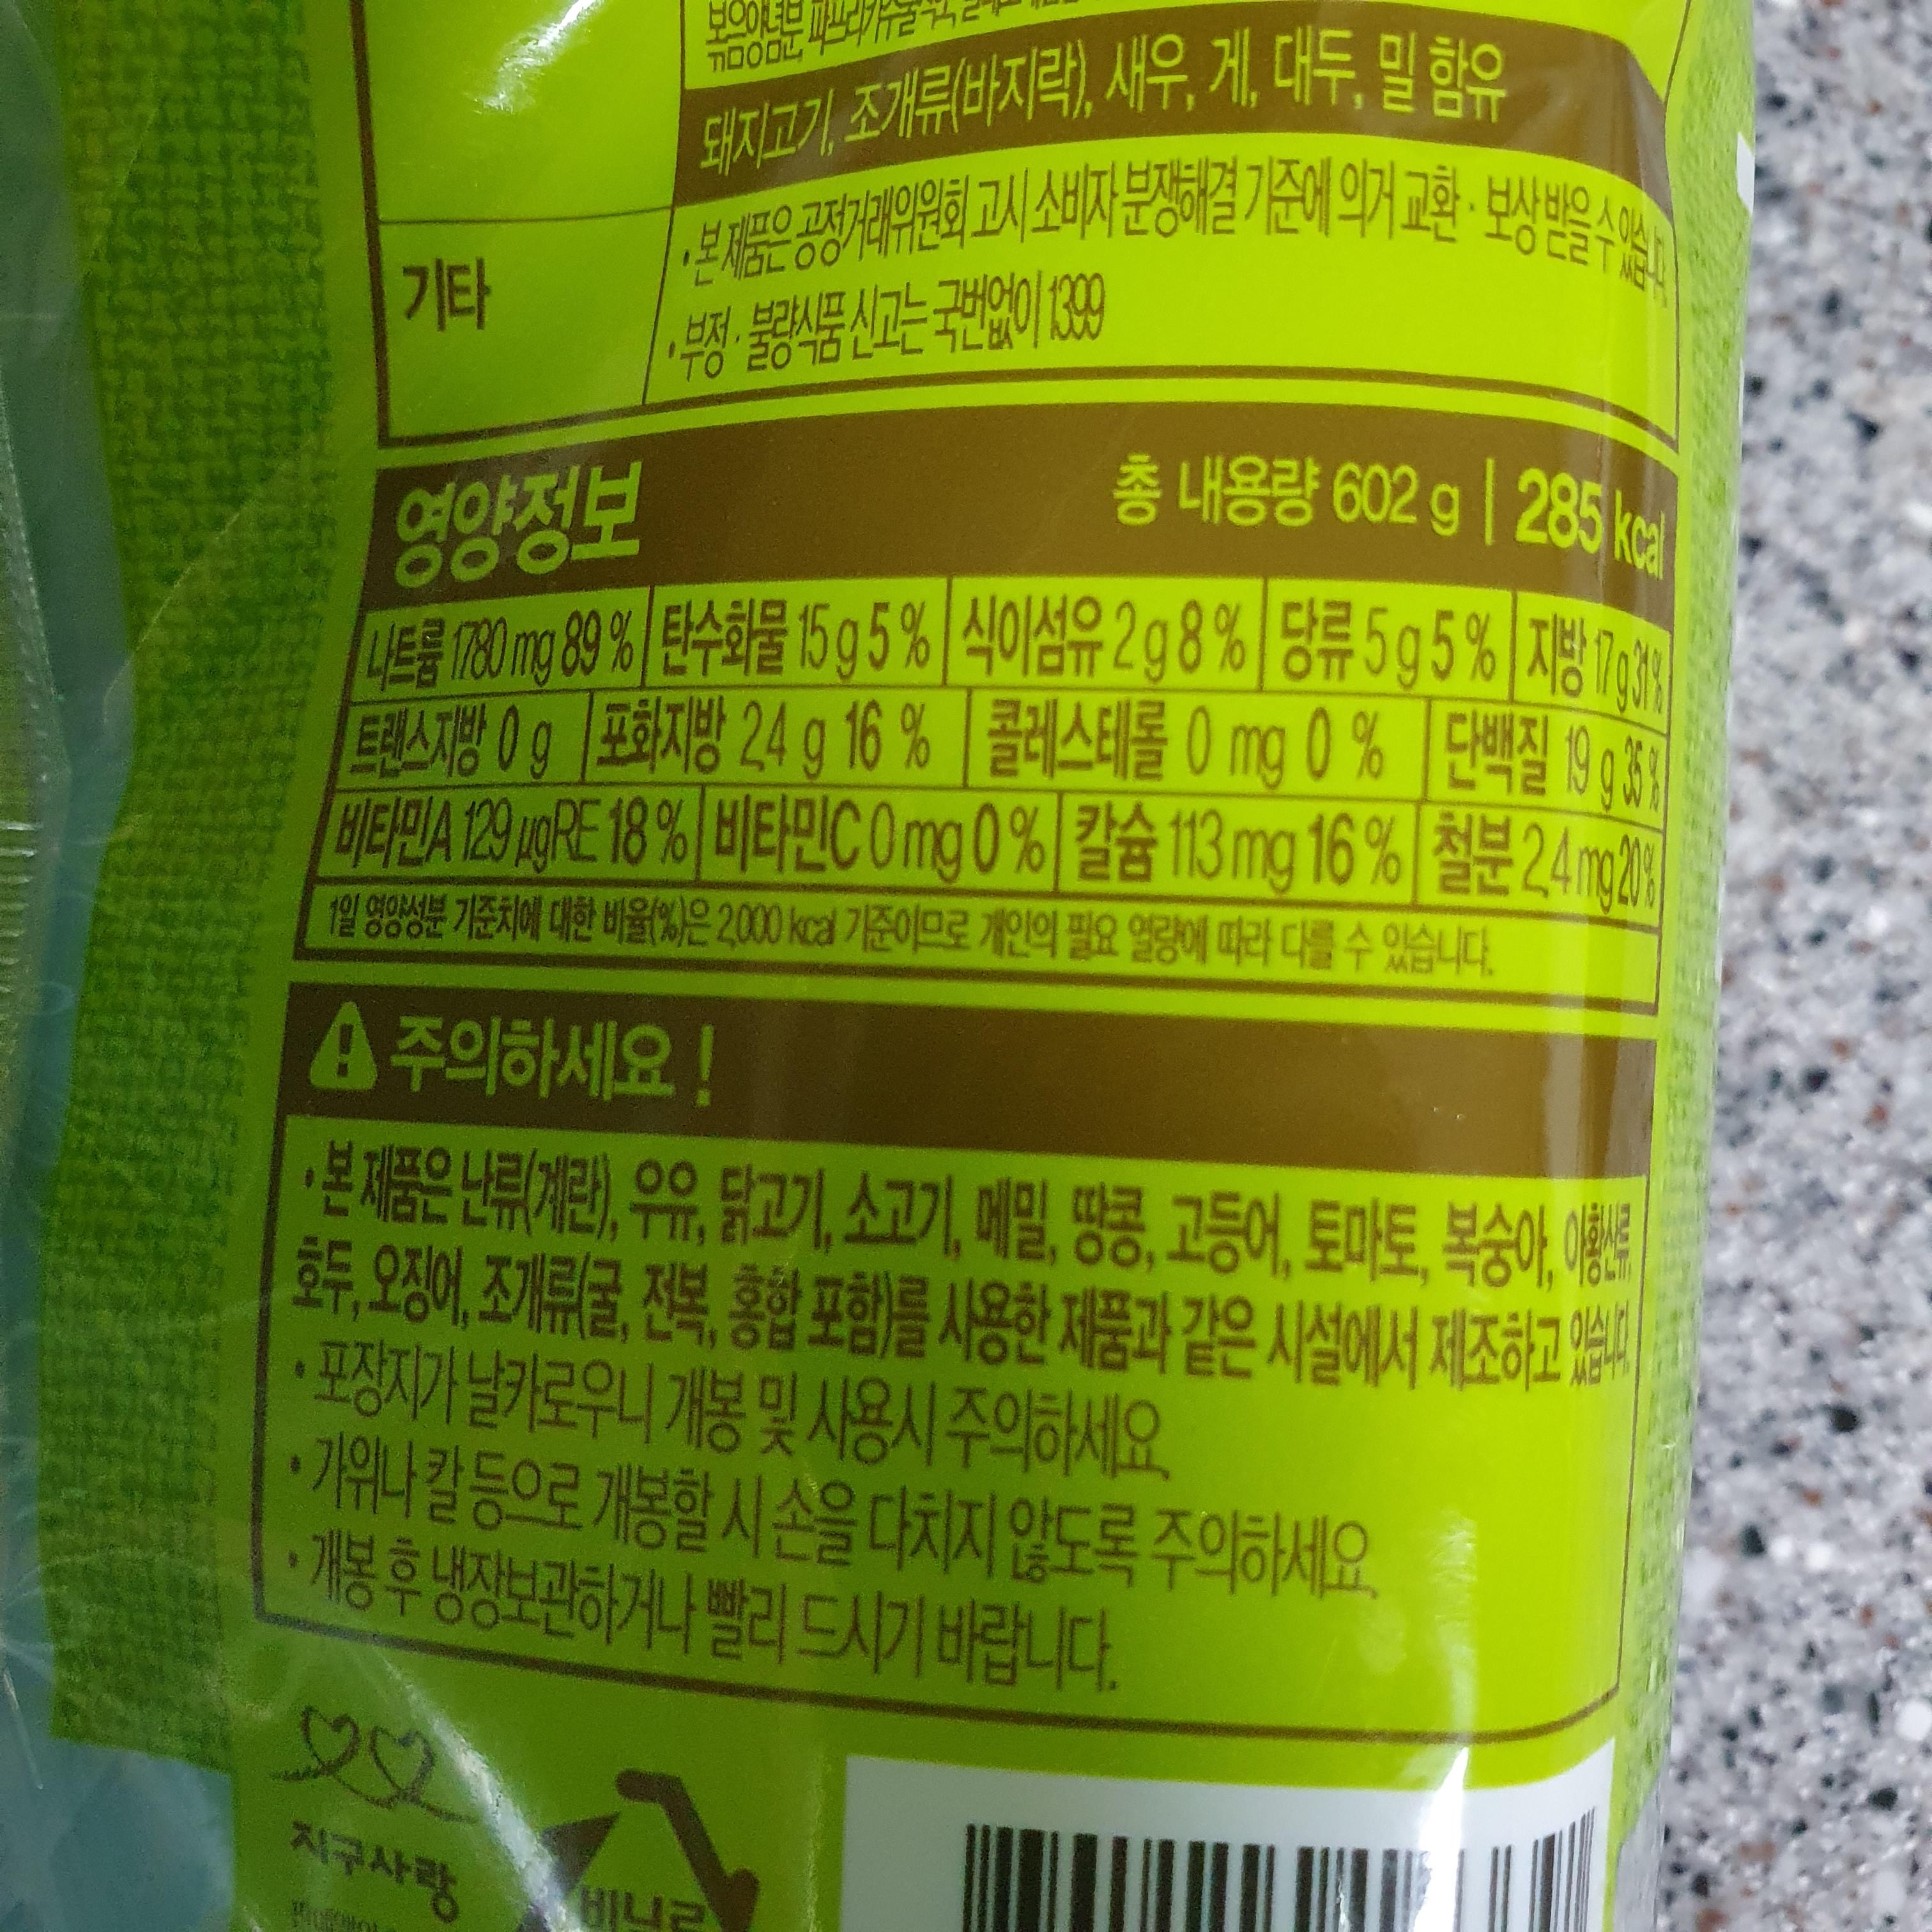 볶음양념분, 파프리카추출색소,
돼지고기, 조개류(바지락), 새우, 게, 대두, 밀 함유
기타
• 본 제품은 공정거래위원회 고시 소비자 분쟁해결 기준에 의거 교환 · 보상 받을 수 있습니다.
• 부정 · 불량식품 신고는 국번없이 1399
영양정보
총 내용량 602 g | 285 kcal
나트륨 1780 mg 89 % 탄수화물 15 g 5 % 식이섬유 2 g 8 % 당류 5 g 5 % 지방 17 g 31 %
트랜스지방 0 g 포화지방 2.4 g 16 % 콜레스테롤 0 mg 0 % 단백질 19 g 35 %
비타민A 129 μgRE 18 % 비타민C 0 mg 0 % 칼슘 113 mg 16 % 철분 2.4 mg 20 %
1일 영양성분 기준치에 대한 비율(%)은 2,000 kcal 기준이므로 개인의 필요 열량에 따라 다를 수 있습니다.
주의하세요 !
• 본 제품은 난류(계란), 우유, 닭고기, 소고기, 메밀, 땅콩, 고등어, 토마토, 복숭아, 아황산류,
호두, 오징어, 조개류(굴, 전복, 홍합 포함)를 사용한 제품과 같은 시설에서 제조하고 있습니다.
• 포장지가 날카로우니 개봉 및 사용시 주의하세요.
• 가위나 칼 등으로 개봉할 시 손을 다치지 않도록 주의하세요.
• 개봉 후 냉장보관하거나 빨리 드시기 바랍니다.
지구사랑
비닐류